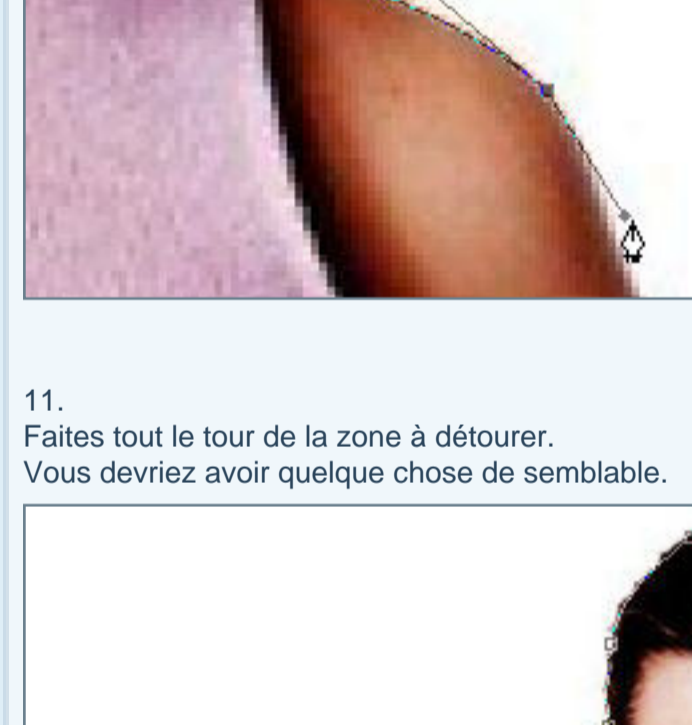 11.
Faites tout le tour de la zone à détourer.
Vous devriez avoir quelque chose de semblable.